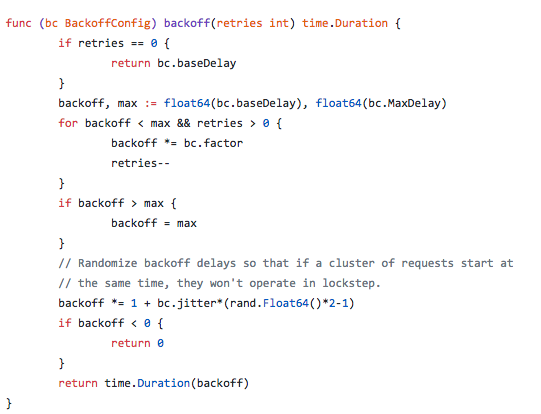 func (bc BackoffConfig) backoff(retries int) time.Duration {
        if retries == 0 {
                return bc.baseDelay
        }
        backoff, max := float64(bc.baseDelay), float64(bc.MaxDelay)
        for backoff < max && retries > 0 {
                backoff *= bc.factor
                retries--
        }
        if backoff > max {
                backoff = max
        }
        // Randomize backoff delays so that if a cluster of requests start at
        // the same time, they won't operate in lockstep.
        backoff *= 1 + bc.jitter*(rand.Float64()*2-1)
        if backoff < 0 {
                return 0
        }
        return time.Duration(backoff)
}